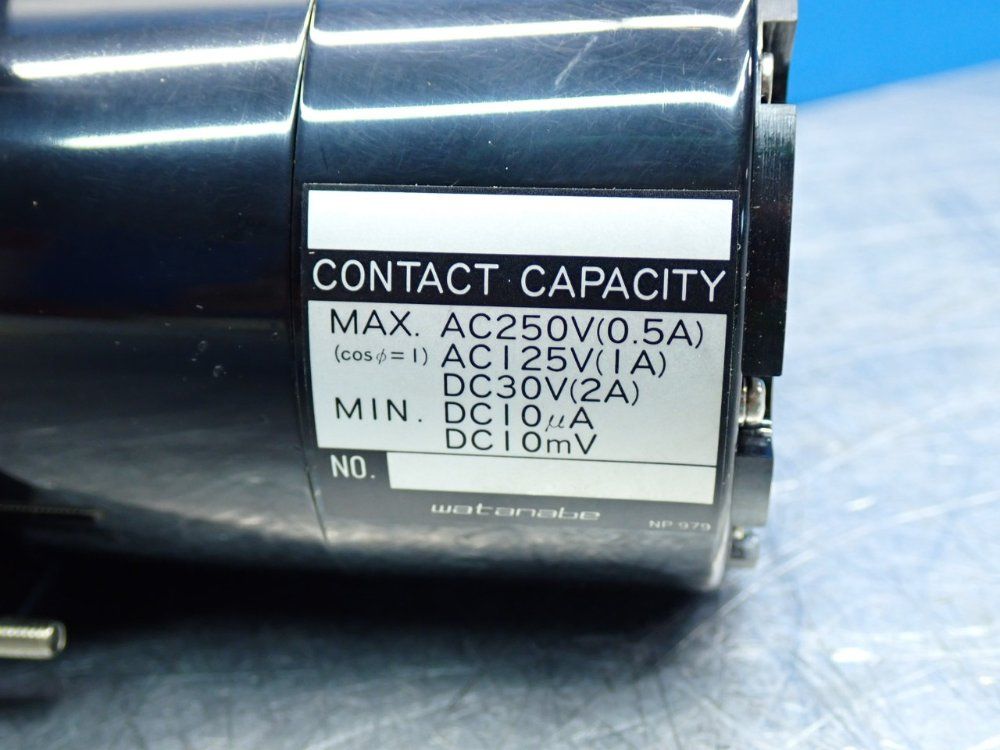 CONTACT CAPACITY
MAX. AC250V(0.5A)
(cosφ=1) AC125V(1A)
DC30V(2A)
MIN. DC10μA
DC10mV
NO.
watanabe
NP 979